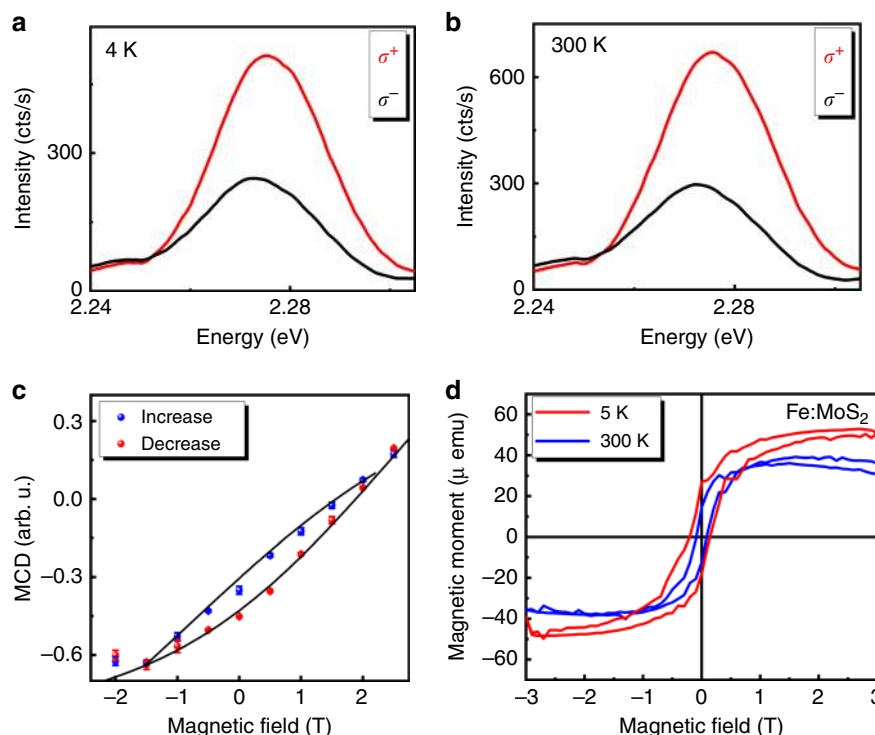 a
4 K
σ+
σ−
Intensity (cts/s)
300
0
2.24
2.28
Energy (eV)
b
300 K
σ+
σ−
Intensity (cts/s)
600
300
0
2.24
2.28
Energy (eV)
c
Increase
Decrease
MCD (arb. u.)
0.3
0.0
−0.3
−0.6
−2
−1
0
1
2
Magnetic field (T)
d
5 K
300 K
Fe:MoS2
Magnetic moment (μ emu)
60
40
20
0
−20
−40
−60
−3
−2
−1
0
1
2
3
Magnetic field (T)